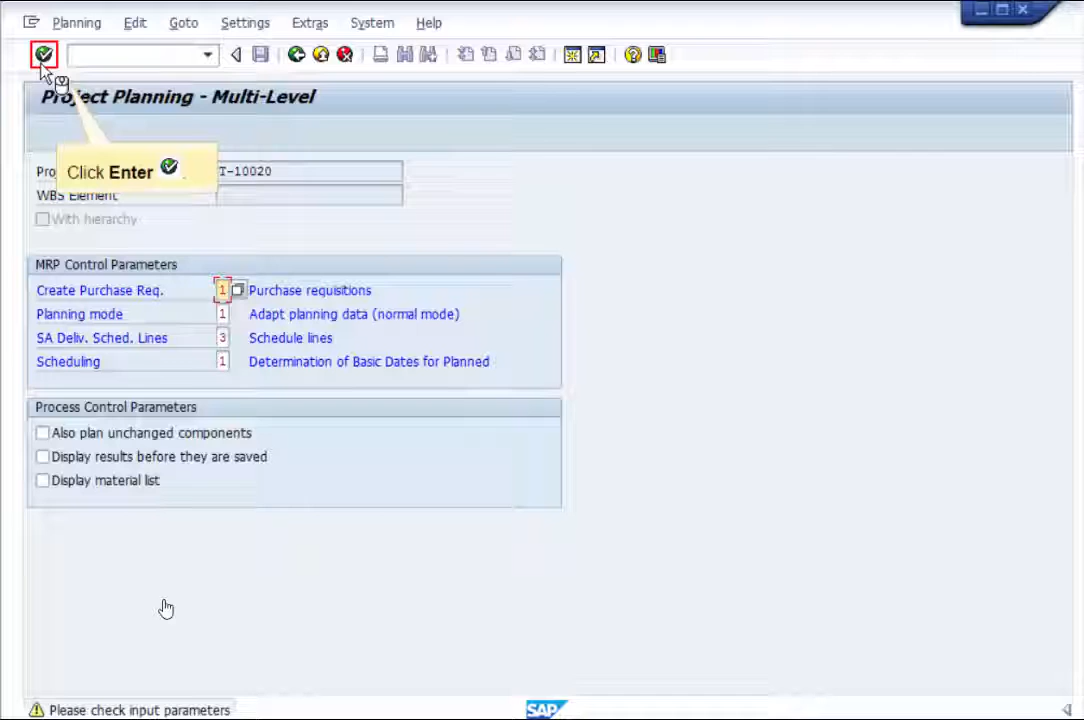 Planning Edit Goto Settings Extras System Help
Project Planning - Multi-Level
Click Enter .
Pro T-10020
WBS Element
With hierarchy
MRP Control Parameters
Create Purchase Req. 1 Purchase requisitions
Planning mode 1 Adapt planning data (normal mode)
SA Deliv. Sched. Lines 3 Schedule lines
Scheduling 1 Determination of Basic Dates for Planned
Process Control Parameters
Also plan unchanged components
Display results before they are saved
Display material list
Please check input parameters
SAP